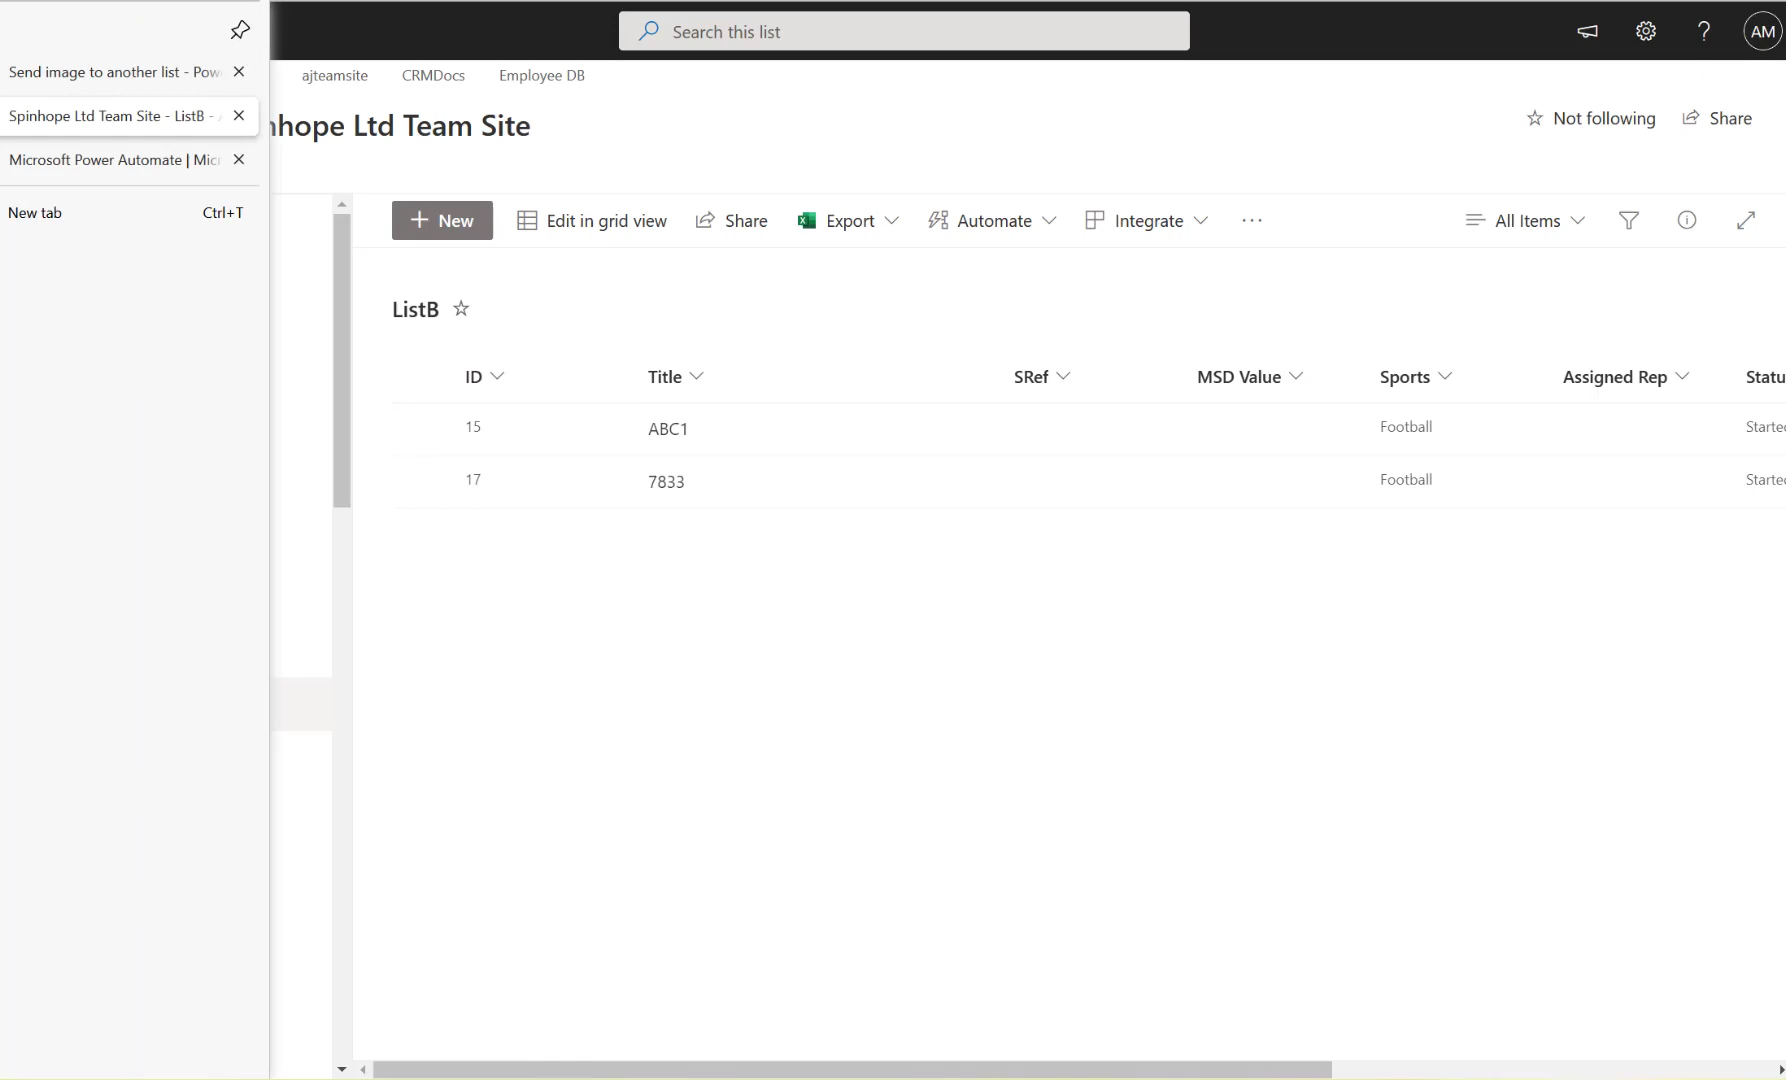 Search this list
AM
Send image to another list - Pow
Spinhope Ltd Team Site - ListB -
Microsoft Power Automate | Micr
New tab Ctrl+T
ajteamsite CRMDocs Employee DB
nhope Ltd Team Site
Not following Share
New Edit in grid view Share Export Automate Integrate ... All Items
ListB
ID Title SRef MSD Value Sports Assigned Rep Statu
15 ABC1 Football Starte
17 7833 Football Starte